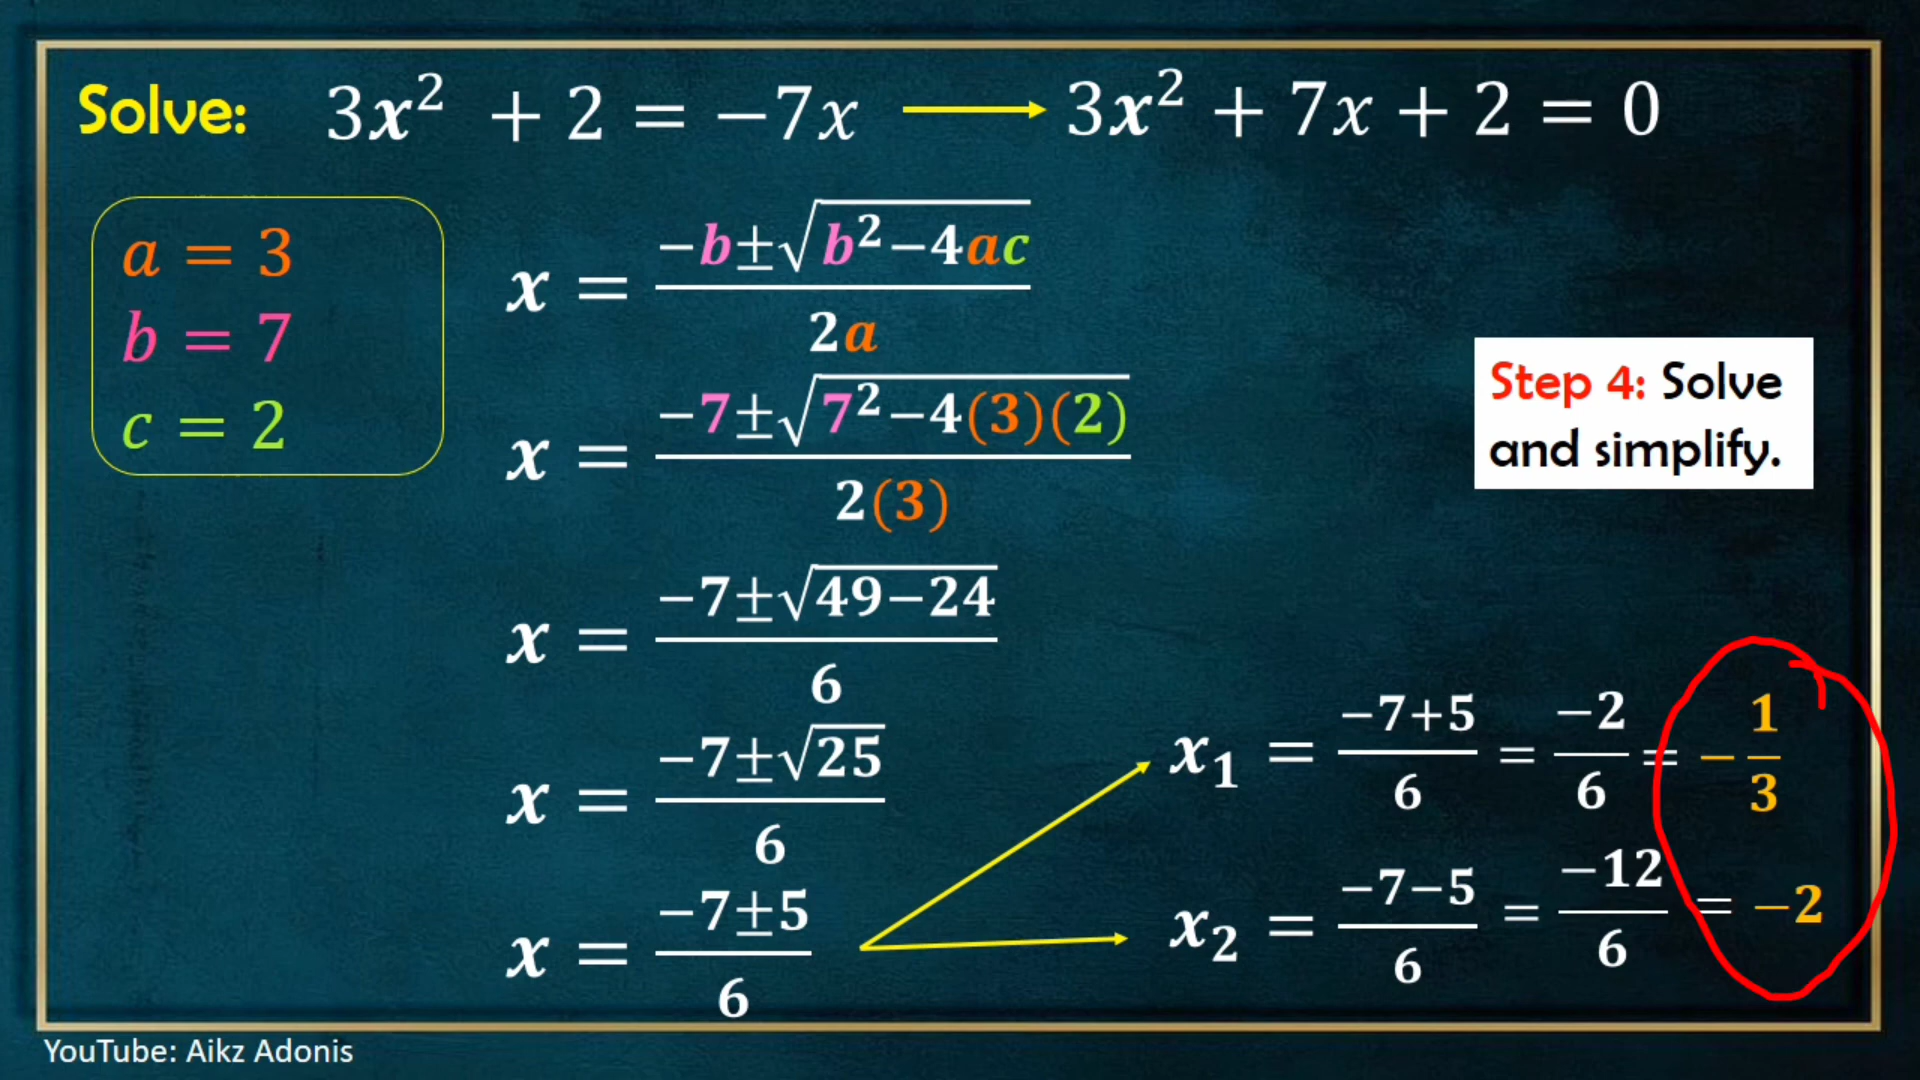 Solve: 3x² + 2 = −7x → 3x² + 7x + 2 = 0
a = 3
b = 7
c = 2
x = (−b±√(b²−4ac))/(2a)
x = (−7±√(7²−4(3)(2)))/(2(3))
Step 4: Solve
and simplify.
x = (−7±√(49−24))/6
x = (−7±√25)/6
x = (−7±5)/6
x₁ = (−7+5)/6 = (−2)/6 = −1/3
x₂ = (−7−5)/6 = (−12)/6 = −2
YouTube: Aikz Adonis